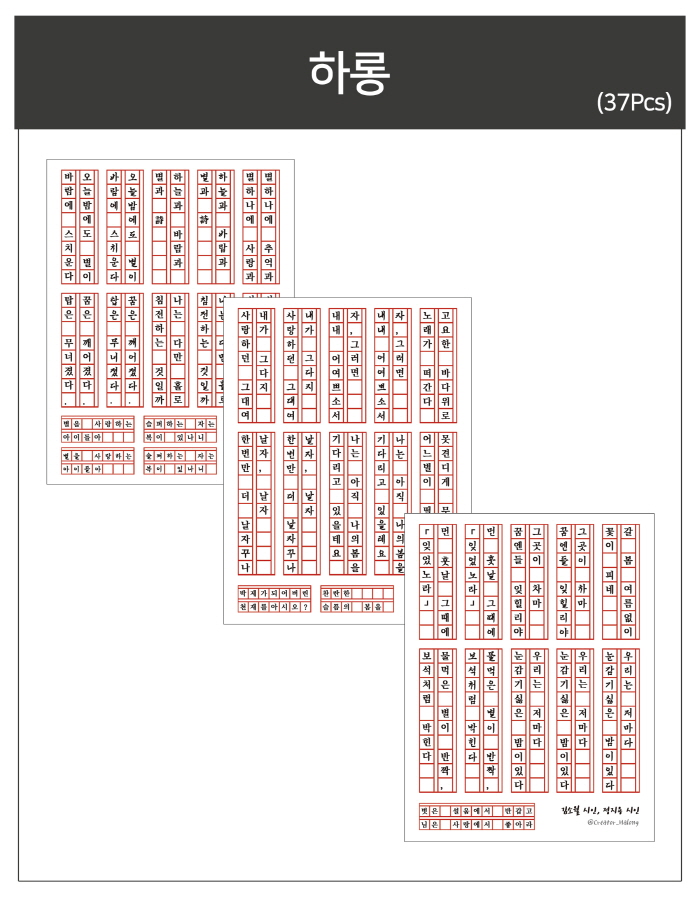 하롱
(37Pcs)
오늘밤에도 별이
바람에 스치운다
오늘밤에도 별이
바람에 스치운다
하늘과 바람과
별과 詩
하늘과 바람과
별과 詩
별하나에 추억과
별하나에 사랑과
꿈은 깨어졌다.
탑은 무너졌다.
꿈은 깨어졌다.
탑은 무너졌다.
나는 다만 홀로
침전하는 것일까
침전하는 것일까
별을 사랑하는
아이들아
슬퍼하는 자는
복이 있나니
별을 사랑하는
아이들아
슬퍼하는 자는
복이 있나니
내가 그다지
사랑하던 그대여
내가 그다지
사랑하던 그대여
자, 그러면
내내 어여쁘소서
자, 그러면
내내 어여쁘소서
고요한 바다위로
노래가 떠간다
날자, 날자
한번만 더 날자꾸나
날자, 날자
한번만 더 날자꾸나
나는 아직 나의봄을
기다리고 있을테요
나는 아직 나의봄을
기다리고 있을테요
못견디게
어느별이
박제가되어버린
천재를아시오?
찬란한
슬픔의 봄을
먼 훗날 그때에
「잊었노라」
먼 훗날 그때에
「잊었노라」
그곳이 차마
꿈엔들 잊힐리야
그곳이 차마
꿈엔들 잊힐리야
갈 봄 여름없이
꽃이 피네
물먹은 별이 반짝,
보석처럼 박힌다
물먹은 별이 반짝,
보석처럼 박힌다
우리는 저마다
눈감기싫은 밤이있다
우리는 저마다
눈감기싫은 밤이있다
우리는 저마다
눈감기싫은 밤이있다
벗은 설움에서 반갑고
님은 사랑에서 좋아라
김소월 시인, 정지용 시인
@Creator_Halong